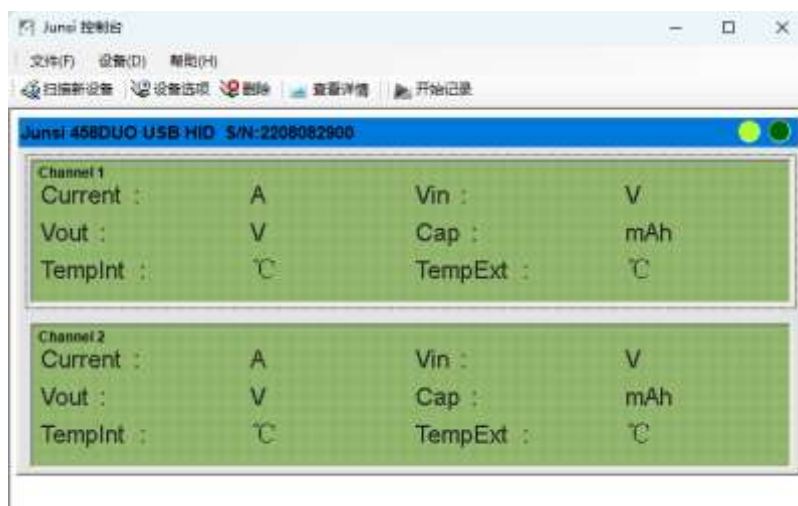 Junsi 控制台
文件(F) 设备(D) 帮助(H)
扫描新设备 设备选项 删除 查看详情 开始记录
Junsi 458DUO USB HID S/N:2208082900
Channel 1
Current : A Vin : V
Vout : V Cap : mAh
TempInt : ℃ TempExt : ℃
Channel 2
Current : A Vin : V
Vout : V Cap : mAh
TempInt : ℃ TempExt : ℃